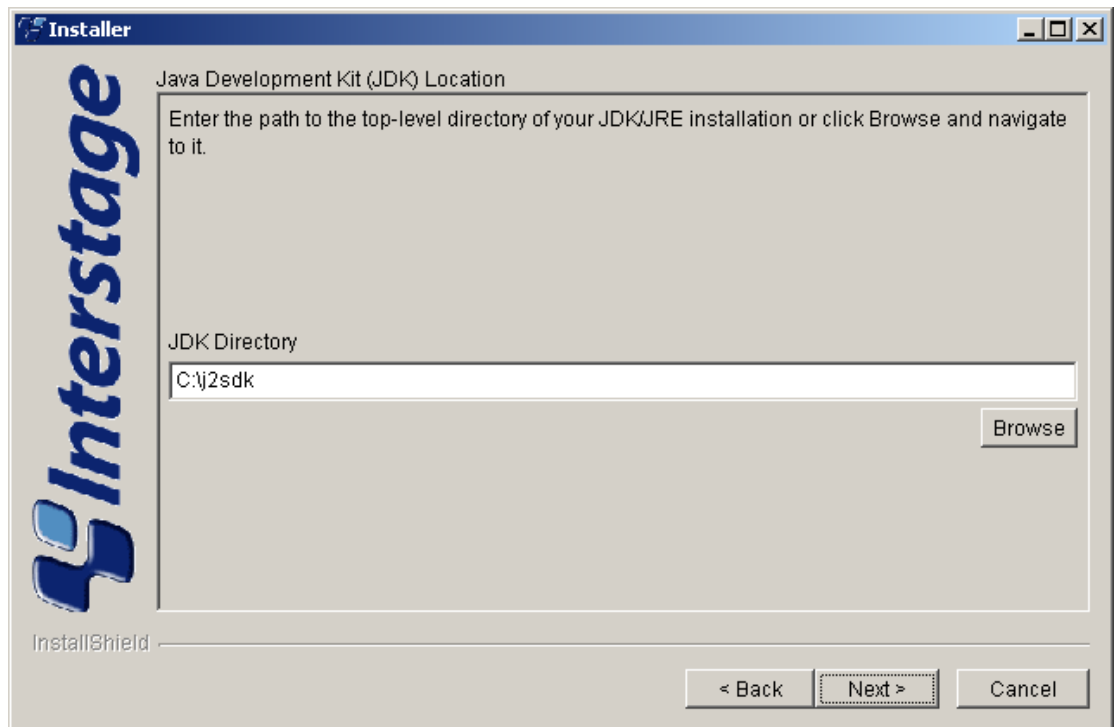 Installer
Interstage
Java Development Kit (JDK) Location
Enter the path to the top-level directory of your JDK/JRE installation or click Browse and navigate
to it.
JDK Directory
C:\j2sdk
Browse
InstallShield
< Back Next > Cancel